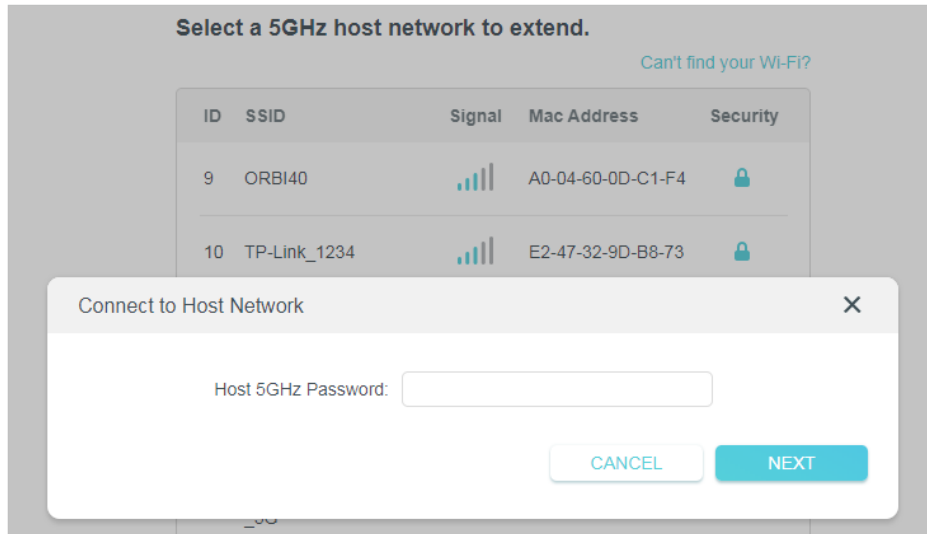 Select a 5GHz host network to extend.
Can't find your Wi-Fi?
ID SSID Signal Mac Address Security
9 ORBI40 A0-04-60-0D-C1-F4
10 TP-Link_1234 E2-47-32-9D-B8-73
Connect to Host Network
Host 5GHz Password:
CANCEL NEXT